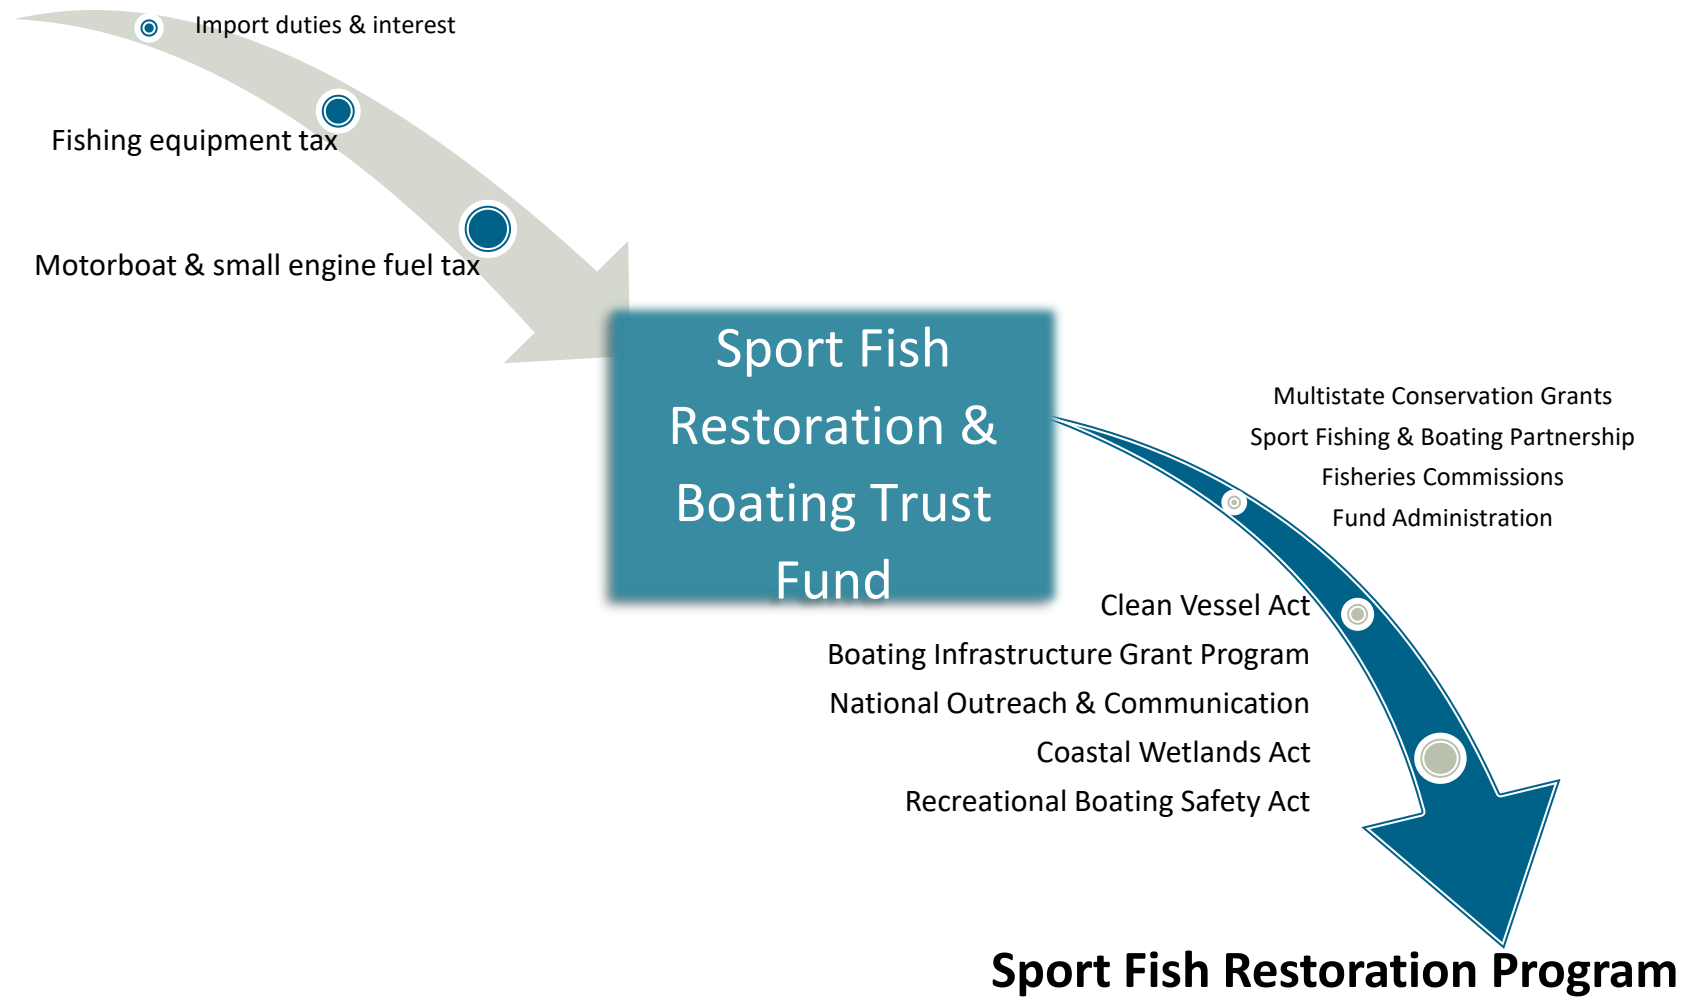 Import duties & interest
Fishing equipment tax
Motorboat & small engine fuel tax
Sport Fish
Restoration &
Boating Trust
Fund
Multistate Conservation Grants
Sport Fishing & Boating Partnership
Fisheries Commissions
Fund Administration
Clean Vessel Act
Boating Infrastructure Grant Program
National Outreach & Communication
Coastal Wetlands Act
Recreational Boating Safety Act
Sport Fish Restoration Program